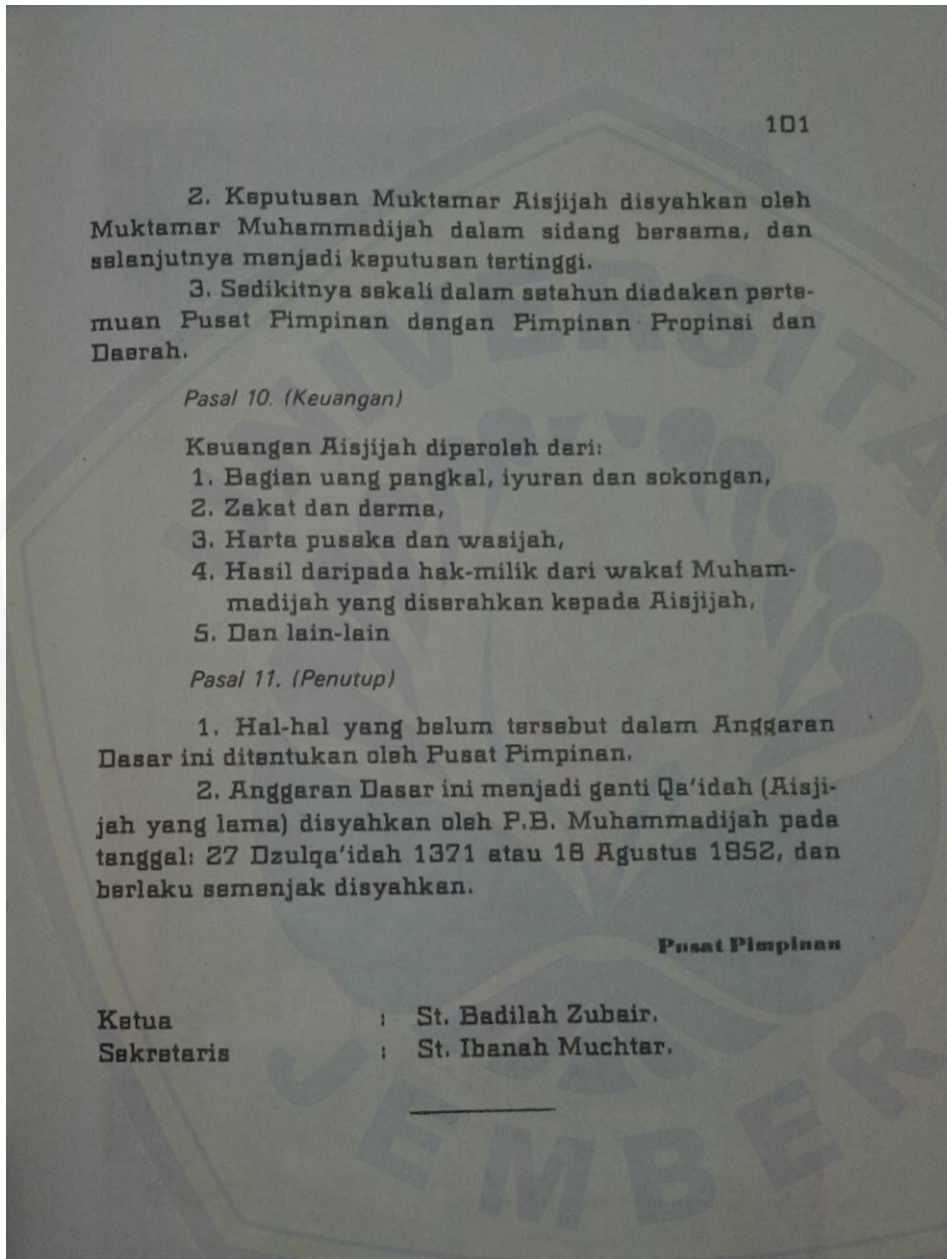 101
2. Keputusan Muktamar Aisjijah disyahkan oleh
Muktamar Muhammadijah dalam sidang bersama, dan
selanjutnya menjadi keputusan tertinggi.
3. Sedikitnya sekali dalam setahun diadakan perte-
muan Pusat Pimpinan dengan Pimpinan Propinsi dan
Daerah.
Pasal 10. (Keuangan)
Keuangan Aisjijah diperoleh dari:
1. Bagian uang pangkal, iyuran dan sokongan,
2. Zakat dan derma,
3. Harta pusaka dan wasijah,
4. Hasil daripada hak-milik dari wakaf Muham-
madijah yang diserahkan kepada Aisjijah,
5. Dan lain-lain
Pasal 11. (Penutup)
1. Hal-hal yang belum tersebut dalam Anggaran
Dasar ini ditentukan oleh Pusat Pimpinan.
2. Anggaran Dasar ini menjadi ganti Qa'idah (Aisji-
jah yang lama) disyahkan oleh P.B. Muhammadijah pada
tanggal: 27 Dzulqa'idah 1371 atau 18 Agustus 1952, dan
berlaku semenjak disyahkan.
Pusat Pimpinan
Ketua : St. Badilah Zubair.
Sekretaris : St. Ibanah Muchtar.
UNIVERSITA
JEMBER